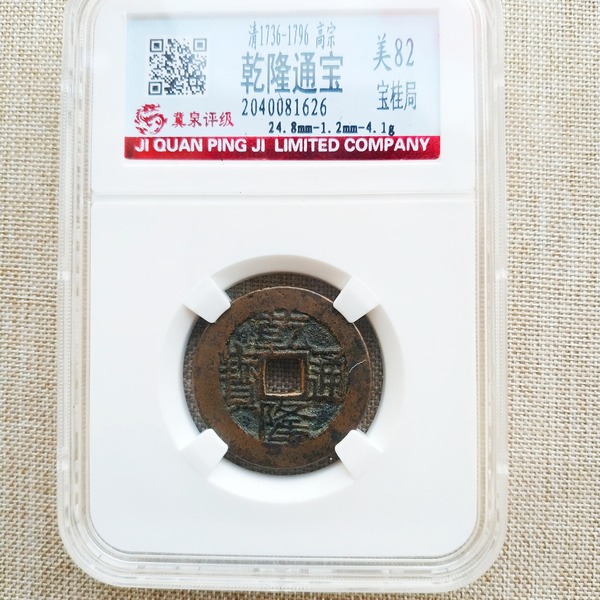 清1736-1796 高宗
乾隆通宝
美82
宝桂局
2040081626
冀泉评级
24.8mm-1.2mm-4.1g
JI QUAN PING JI LIMITED COMPANY
乾隆通寶